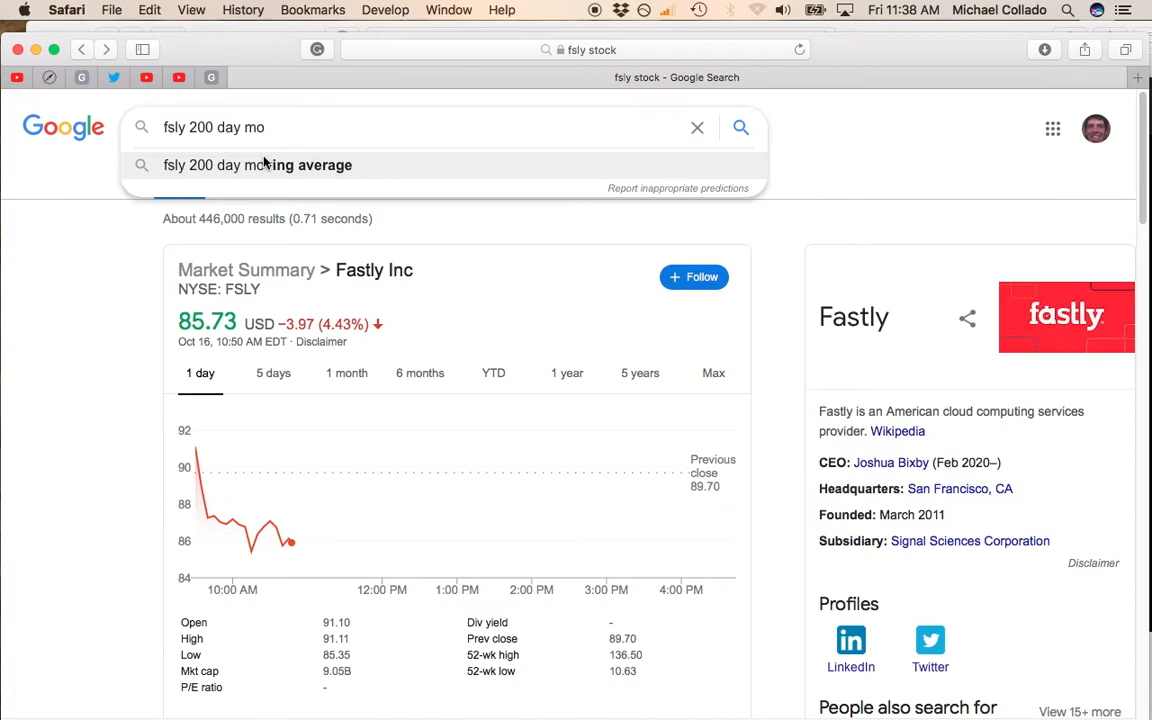 Safari File Edit View History Bookmarks Develop Window Help Fri 11:38 AM Michael Collado
fsly stock
fsly stock - Google Search
Google
fsly 200 day mo
fsly 200 day moving average
Report inappropriate predictions
About 446,000 results (0.71 seconds)
Market Summary > Fastly Inc
NYSE: FSLY
+ Follow
85.73 USD −3.97 (4.43%)
Oct 16, 10:50 AM EDT · Disclaimer
1 day 5 days 1 month 6 months YTD 1 year 5 years Max
92
90
88
86
84
Previous
close
89.70
10:00 AM 12:00 PM 1:00 PM 2:00 PM 3:00 PM 4:00 PM
Open 91.10 Div yield -
High 91.11 Prev close 89.70
Low 85.35 52-wk high 136.50
Mkt cap 9.05B 52-wk low 10.63
P/E ratio -
Fastly
fastly
Fastly is an American cloud computing services
provider. Wikipedia
CEO: Joshua Bixby (Feb 2020–)
Headquarters: San Francisco, CA
Founded: March 2011
Subsidiary: Signal Sciences Corporation
Disclaimer
Profiles
in
LinkedIn Twitter
People also search for View 15+ more